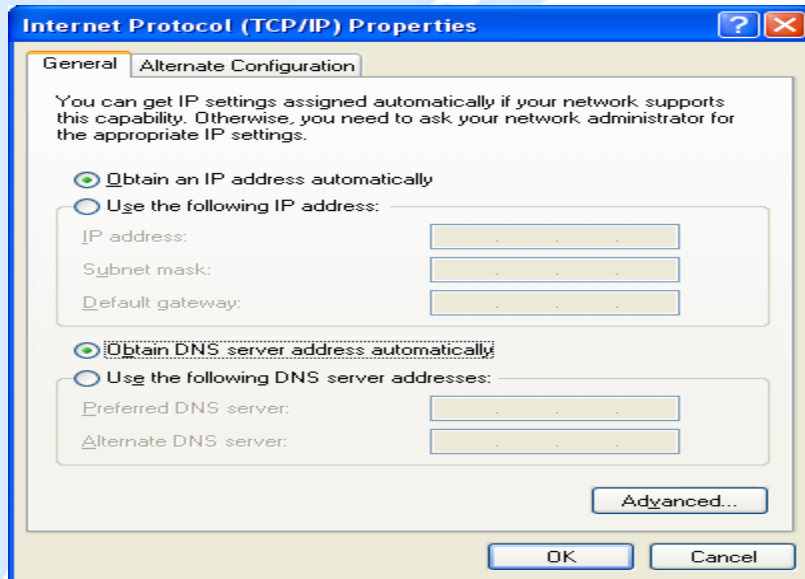 Internet Protocol (TCP/IP) Properties
General
Alternate Configuration
You can get IP settings assigned automatically if your network supports
this capability. Otherwise, you need to ask your network administrator for
the appropriate IP settings.
Obtain an IP address automatically
Use the following IP address:
IP address:
Subnet mask:
Default gateway:
Obtain DNS server address automatically
Use the following DNS server addresses:
Preferred DNS server:
Alternate DNS server:
Advanced...
OK
Cancel